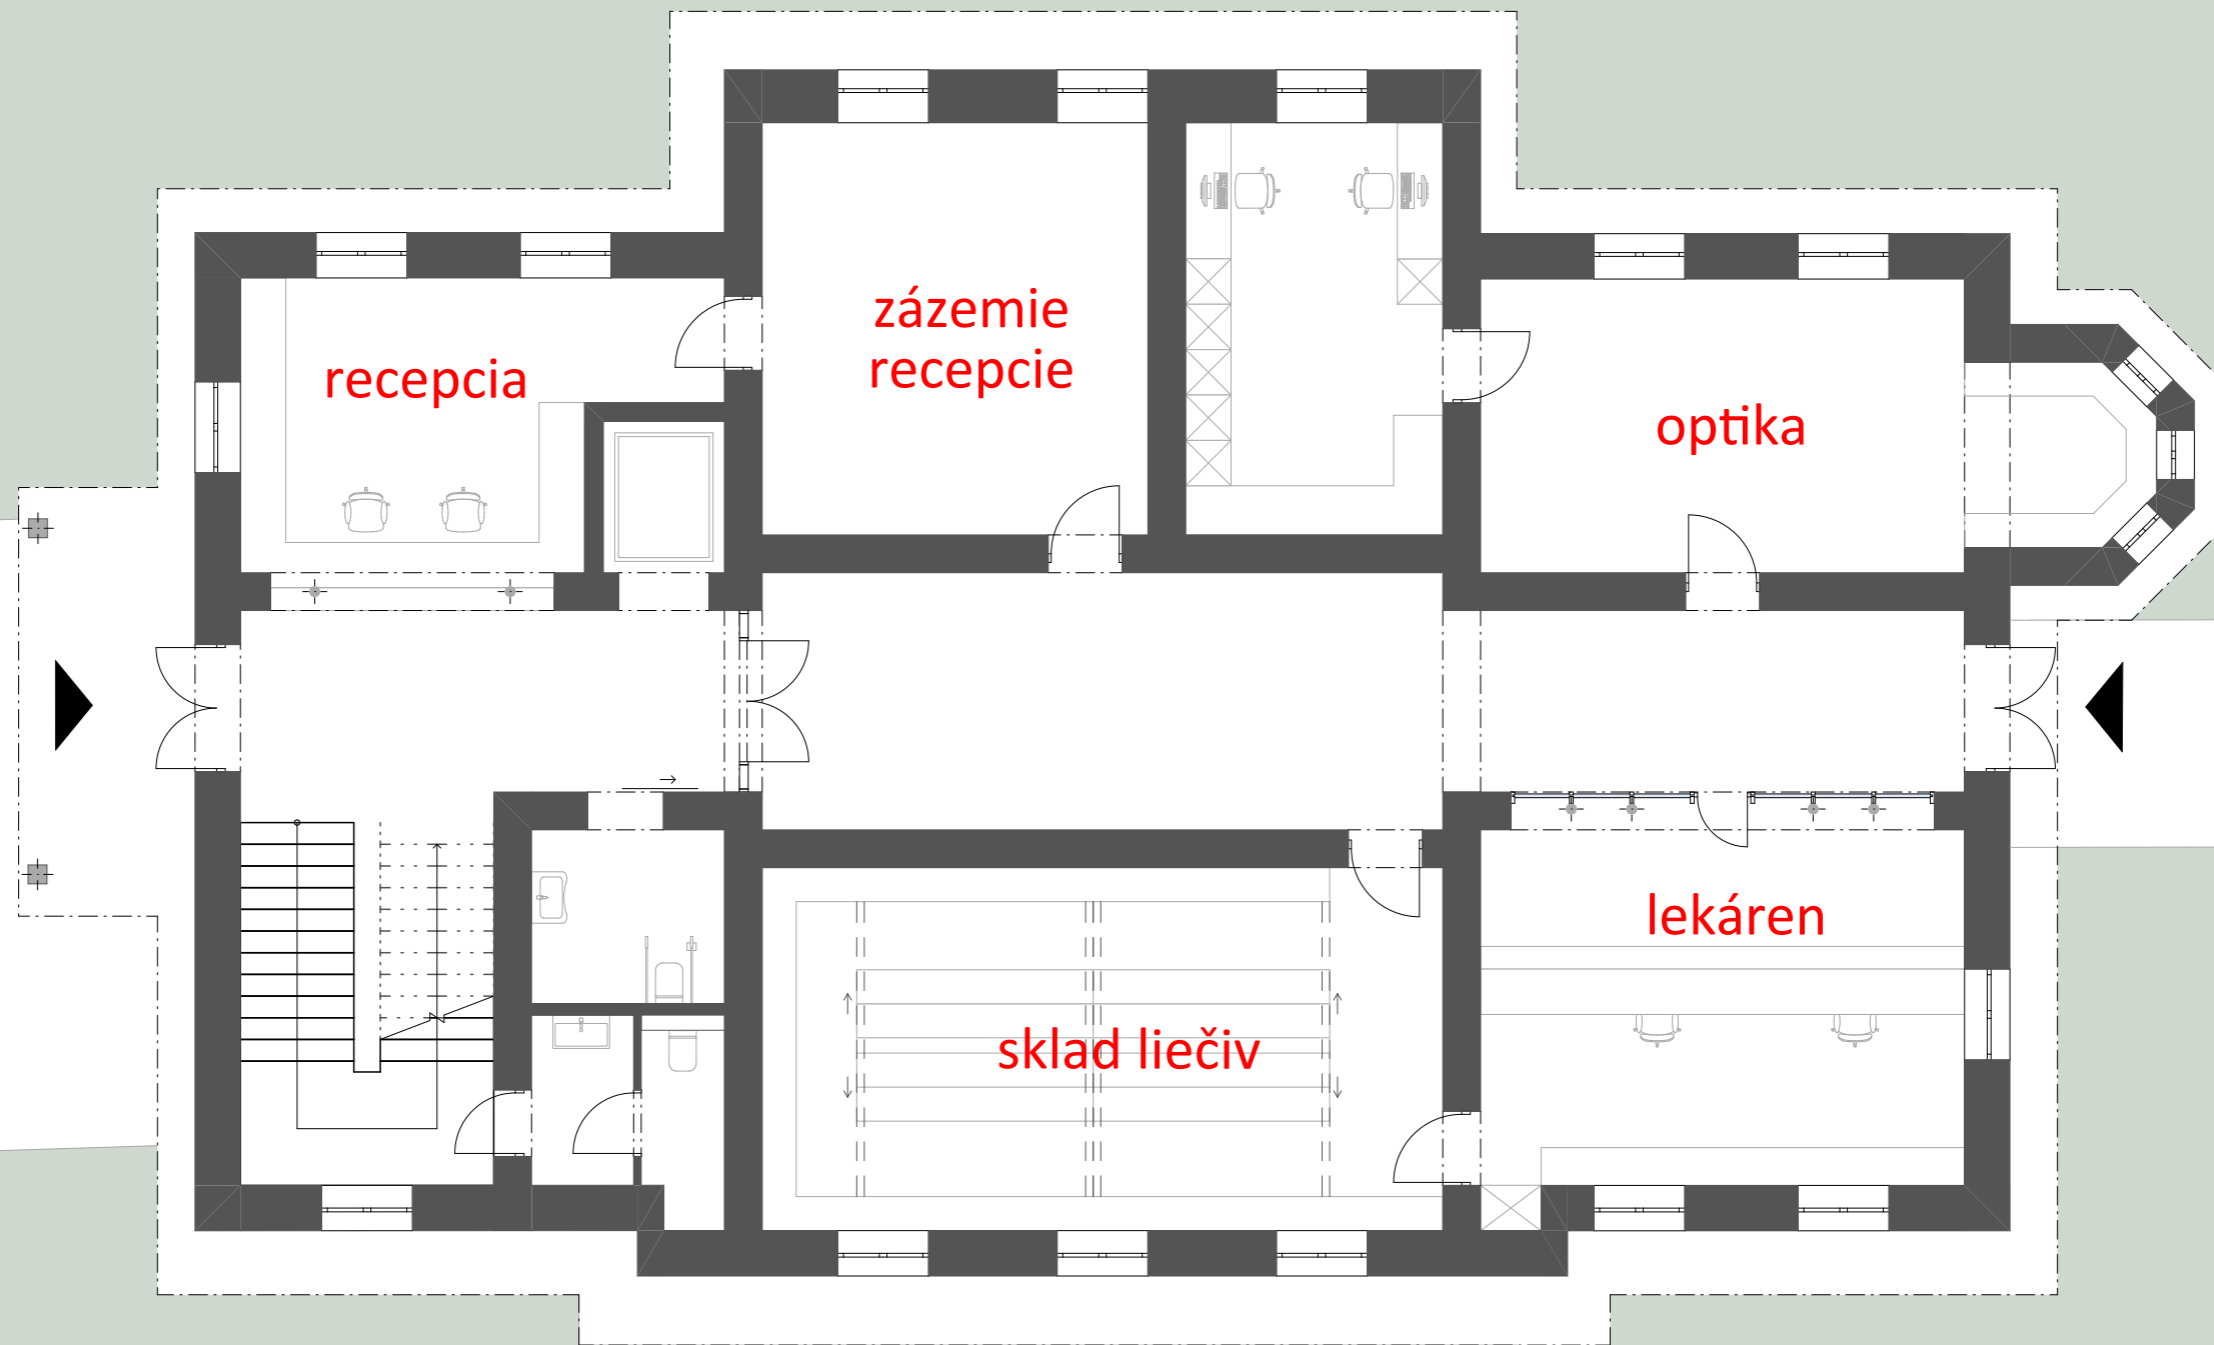 zázemie
recepcie
recepcia
optika
lekáren
sklad liečiv